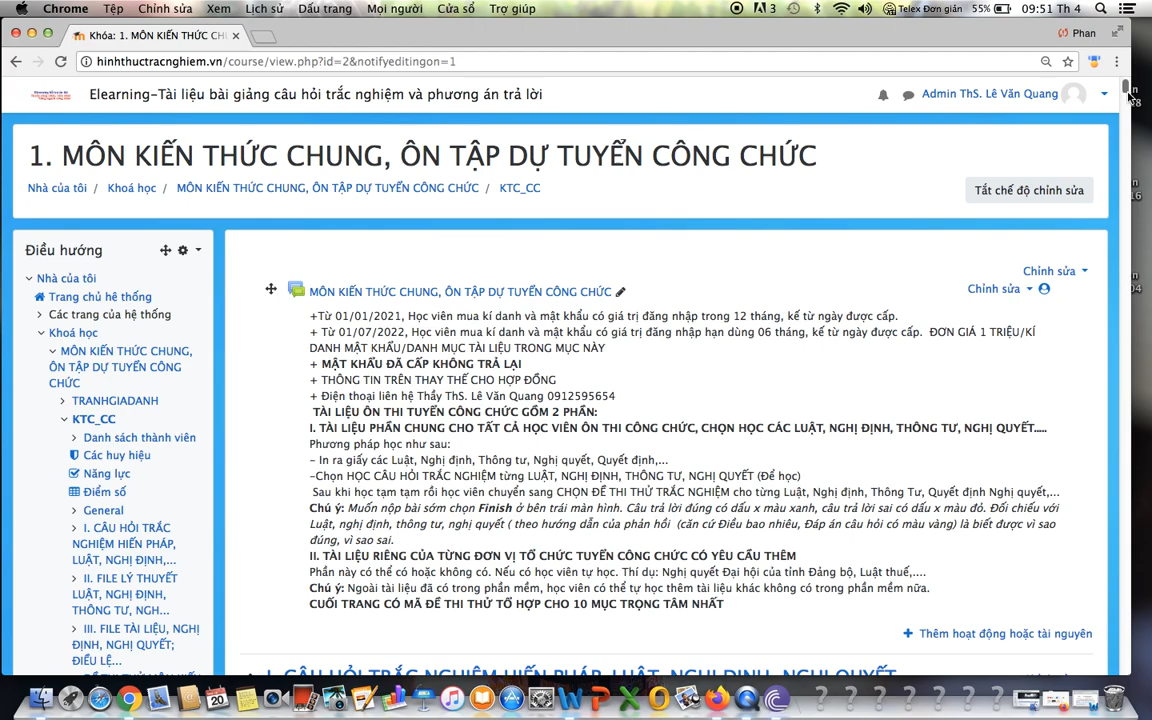 Chrome Tệp Chỉnh sửa Xem Lịch sử Dấu trang Mọi người Cửa sổ Trợ giúp 3 Telex Đơn giản 55% 09:51 Th 4
Khóa: 1. MÔN KIẾN THỨC CHU Phan
hinhthuctracnghiem.vn/course/view.php?id=2&notifyeditingon=1
Elearning-Tài liệu bài giảng câu hỏi trắc nghiệm và phương án trả lời
Admin ThS. Lê Văn Quang
1. MÔN KIẾN THỨC CHUNG, ÔN TẬP DỰ TUYỂN CÔNG CHỨC
Nhà của tôi / Khoá học / MÔN KIẾN THỨC CHUNG, ÔN TẬP DỰ TUYỂN CÔNG CHỨC / KTC_CC
Tắt chế độ chỉnh sửa
Điều hướng
Nhà của tôi
Trang chủ hệ thống
Các trang của hệ thống
Khoá học
MÔN KIẾN THỨC CHUNG,
ÔN TẬP DỰ TUYỂN CÔNG
CHỨC
TRANGHIADANH
KTC_CC
Danh sách thành viên
Các huy hiệu
Năng lực
Điểm số
General
I. CÂU HỎI TRẮC
NGHIỆM HIẾN PHÁP,
LUẬT, NGHỊ ĐỊNH,...
II. FILE LÝ THUYẾT
LUẬT, NGHỊ ĐỊNH,
THÔNG TƯ, NGH...
III. FILE TÀI LIỆU, NGHỊ
ĐỊNH, NGHỊ QUYẾT;
ĐIỀU LỆ...
Chỉnh sửa
Chỉnh sửa
MÔN KIẾN THỨC CHUNG, ÔN TẬP DỰ TUYỂN CÔNG CHỨC
+Từ 01/01/2021, Học viên mua kí danh và mật khẩu có giá trị đăng nhập trong 12 tháng, kể từ ngày được cấp.
+ Từ 01/07/2022, Học viên mua kí danh và mật khẩu có giá trị đăng nhập hạn dùng 06 tháng, kể từ ngày được cấp. ĐƠN GIÁ 1 TRIỆU/KÍ
DANH MẬT KHẨU/DANH MỤC TÀI LIỆU TRONG MỤC NÀY
+ MẬT KHẨU ĐÃ CẤP KHÔNG TRẢ LẠI
+ THÔNG TIN TRÊN THAY THẾ CHO HỢP ĐỒNG
+ Điện thoại liên hệ Thầy ThS. Lê Văn Quang 0912595654
TÀI LIỆU ÔN THI TUYỂN CÔNG CHỨC GỒM 2 PHẦN:
I. TÀI LIỆU PHẦN CHUNG CHO TẤT CẢ HỌC VIÊN ÔN THI CÔNG CHỨC, CHỌN HỌC CÁC LUẬT, NGHỊ ĐỊNH, THÔNG TƯ, NGHỊ QUYẾT.....
Phương pháp học như sau:
- In ra giấy các Luật, Nghị định, Thông tư, Nghị quyết, Quyết định,...
-Chọn HỌC CÂU HỎI TRẮC NGHIỆM từng LUẬT, NGHỊ ĐỊNH, THÔNG TƯ, NGHỊ QUYẾT (Để học)
Sau khi học tạm tạm rồi học viên chuyển sang CHỌN ĐỀ THI THỬ TRẮC NGHIỆM cho từng Luật, Nghị định, Thông Tư, Quyết định Nghị quyết,...
Chú ý: Muốn nộp bài sớm chọn Finish ở bên trái màn hình. Câu trả lời đúng có dấu x màu xanh, câu trả lời sai có dấu x màu đỏ. Đối chiếu với
Luật, nghị định, thông tư, nghị quyết ( theo hướng dẫn của phản hồi (căn cứ Điều bao nhiêu, Đáp án câu hỏi có màu vàng) là biết được vì sao
đúng, vì sao sai.
II. TÀI LIỆU RIÊNG CỦA TỪNG ĐƠN VỊ TỔ CHỨC TUYỂN CÔNG CHỨC CÓ YÊU CẦU THÊM
Phần này có thể có hoặc không có. Nếu có học viên tự học. Thí dụ: Nghị quyết Đại hội của tỉnh Đảng bộ, Luật thuế,....
Chú ý: Ngoài tài liệu đã có trong phần mềm, học viên có thể tự học thêm tài liệu khác không có trong phần mềm nữa.
CUỐI TRANG CÓ MÃ ĐỀ THI THỬ TỔ HỢP CHO 10 MỤC TRỌNG TÂM NHẤT
Thêm hoạt động hoặc tài nguyên
I. CÂU HỎI TRẮC NGHIỆM HIẾN PHÁP, LUẬT, NGHỊ ĐỊNH, NGHỊ QUYẾT